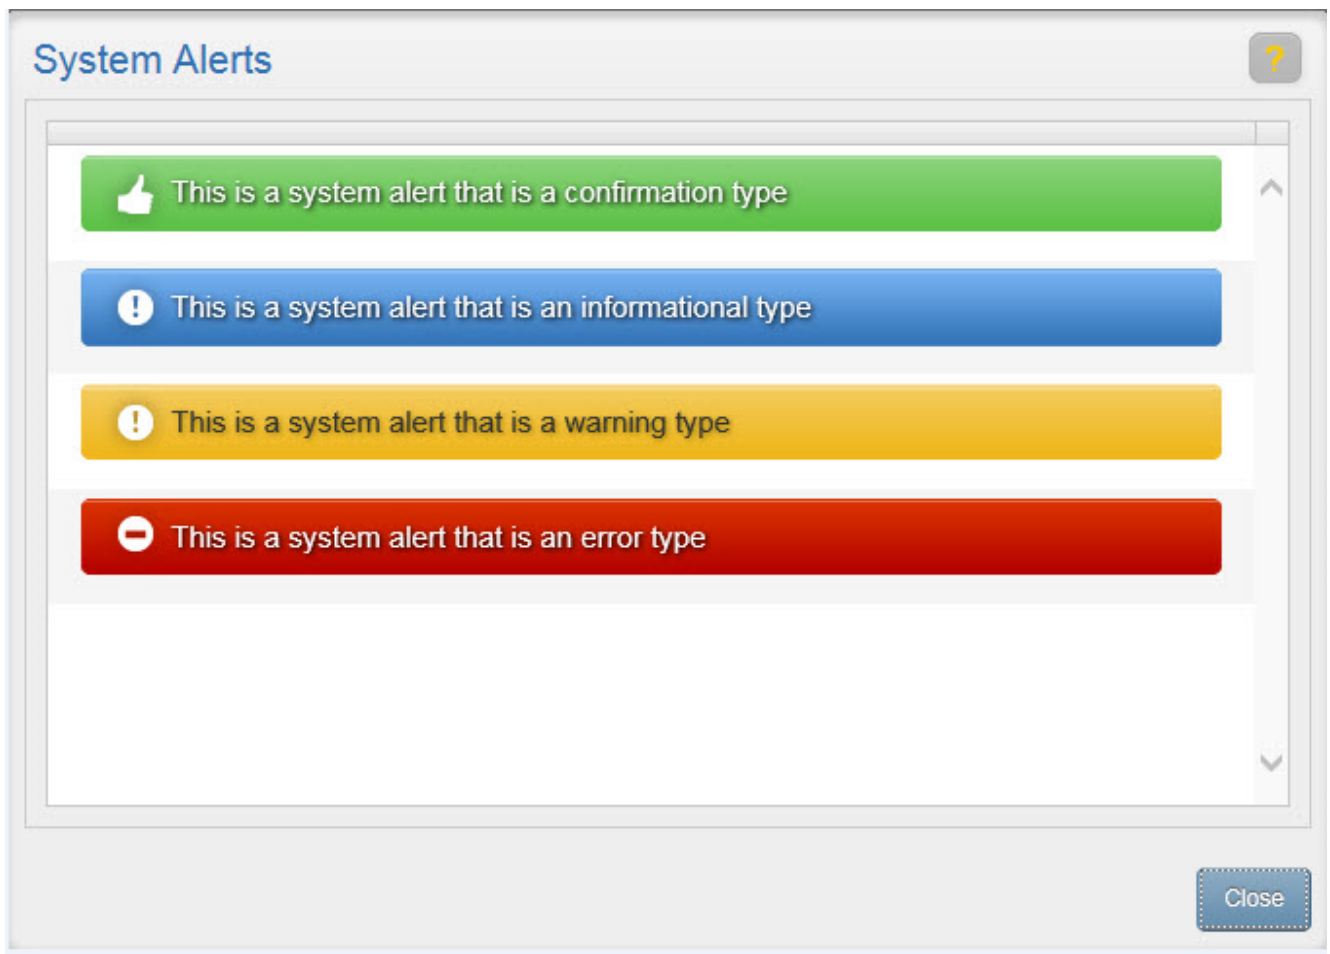 System Alerts
?
This is a system alert that is a confirmation type
This is a system alert that is an informational type
This is a system alert that is a warning type
This is a system alert that is an error type
Close